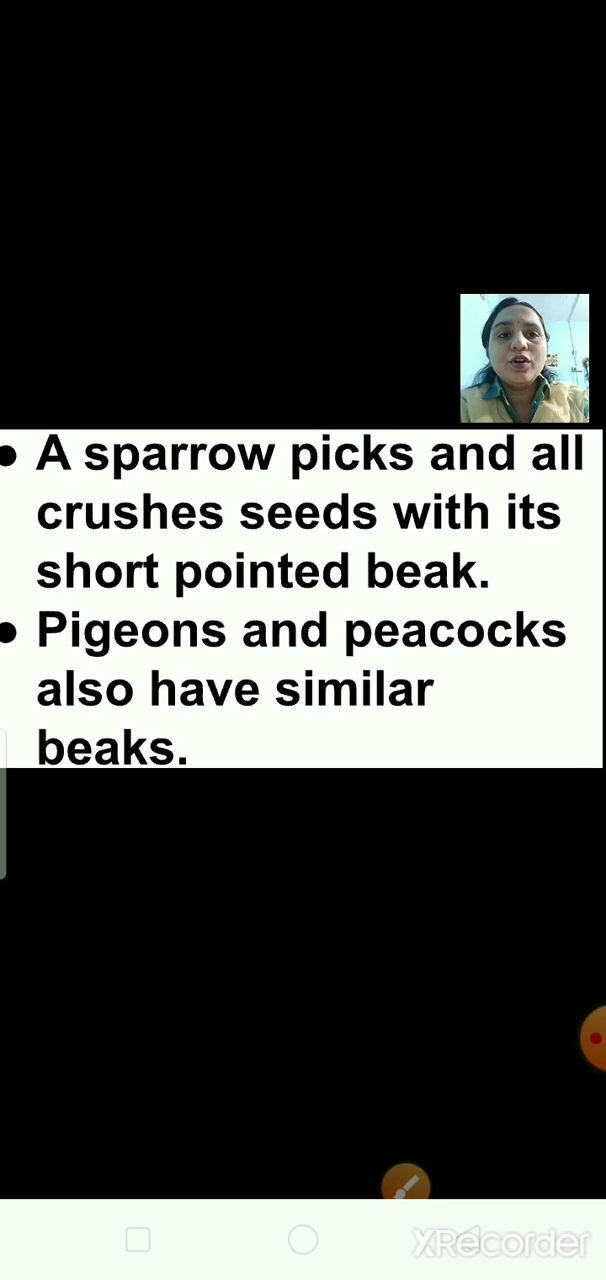 ● A sparrow picks and all
crushes seeds with its
short pointed beak.
● Pigeons and peacocks
also have similar
beaks.
XRecorder